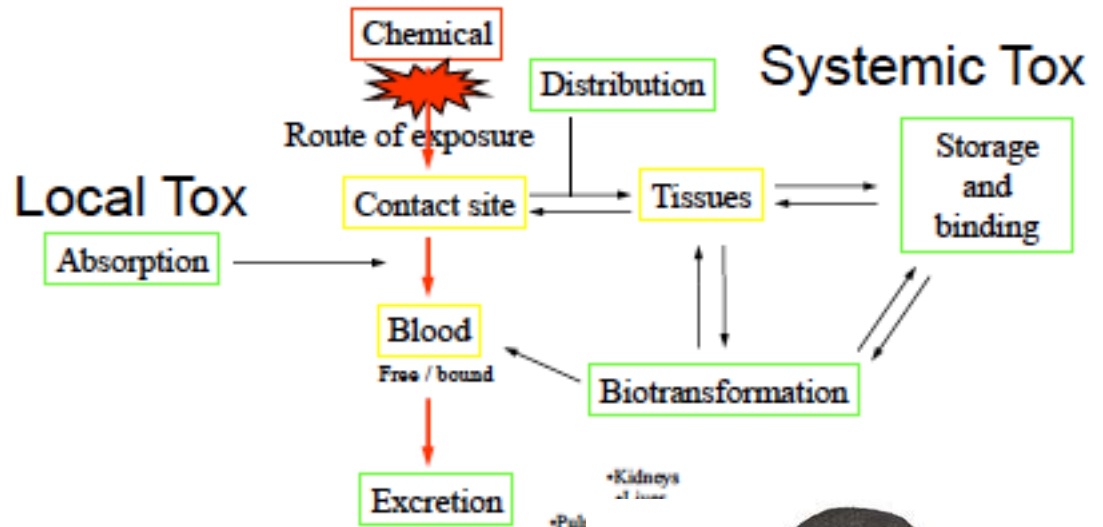 Chemical
Systemic Tox
Distribution
Route of exposure
Storage
and
binding
Local Tox
Contact site
Tissues
Absorption
Blood
Free / bound
Biotransformation
Excretion
•Kidneys